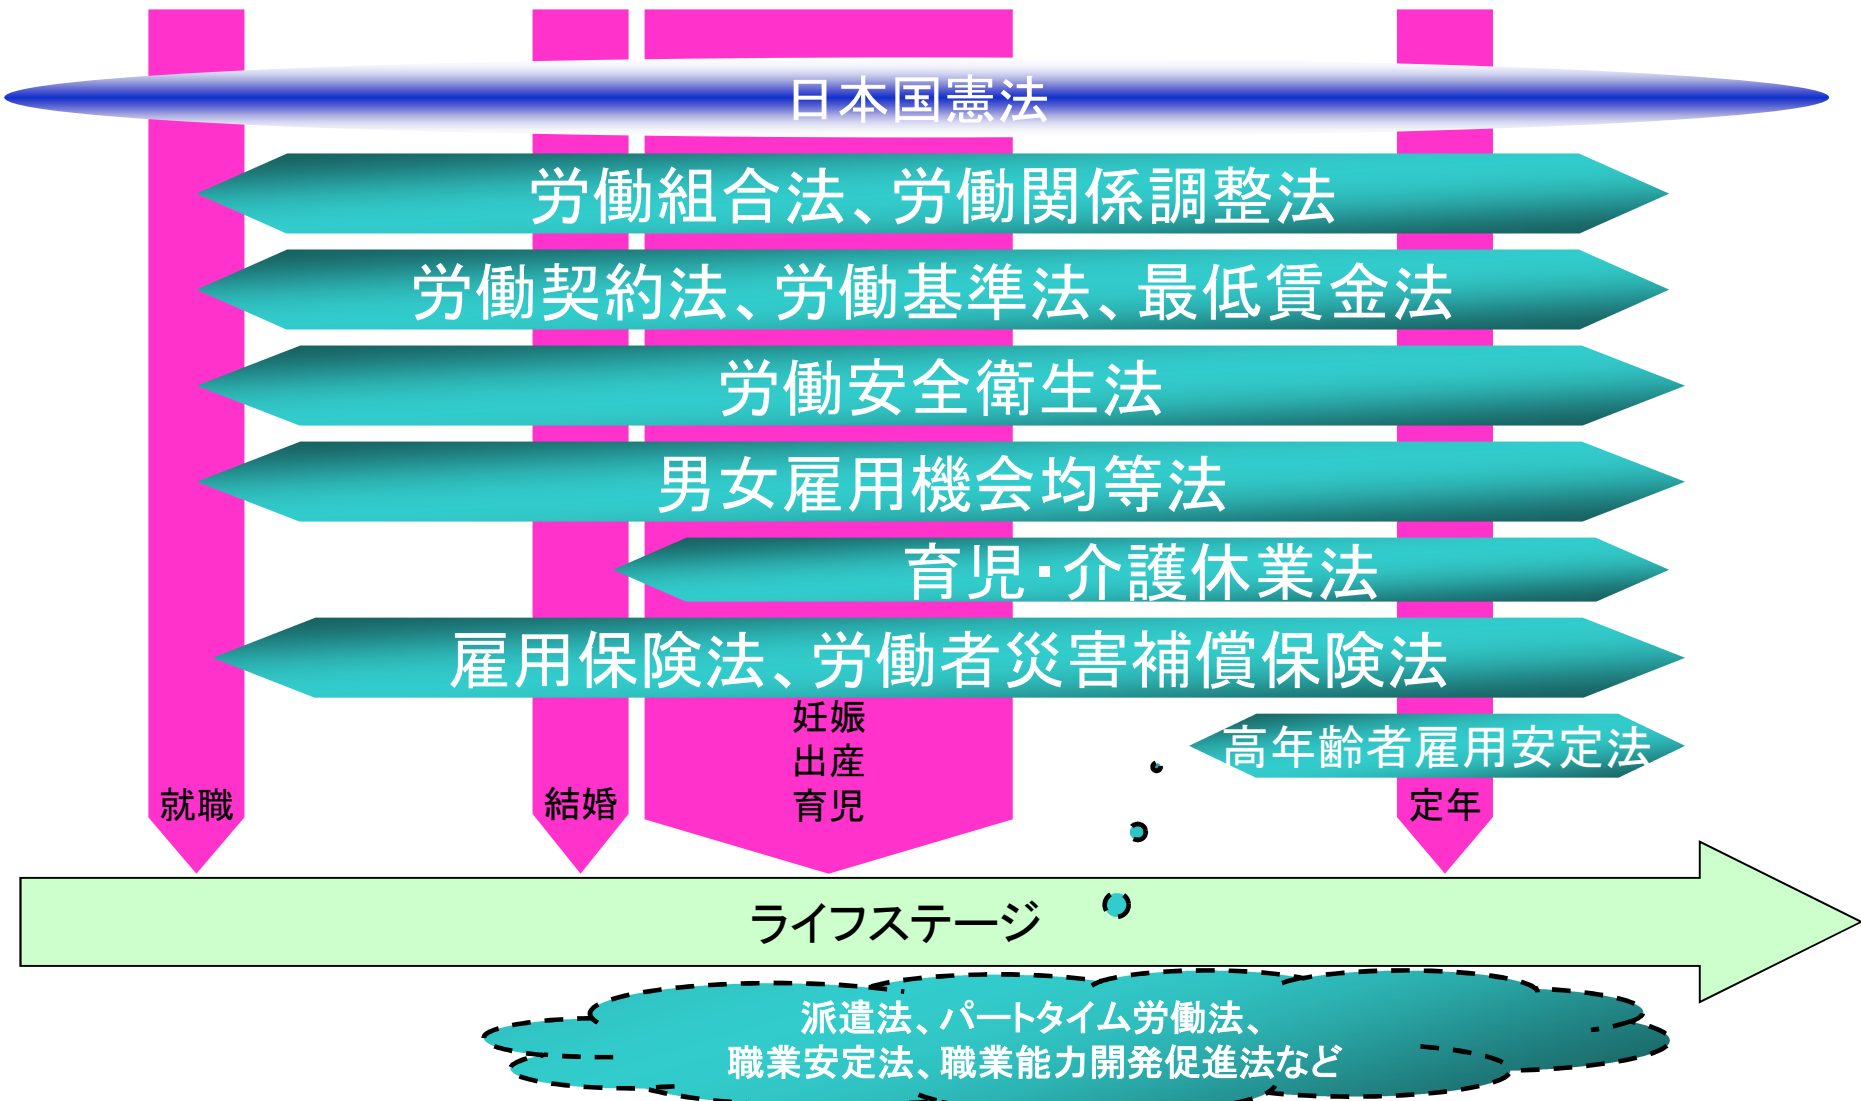 日本国憲法
労働組合法、労働関係調整法
労働契約法、労働基準法、最低賃金法
労働安全衛生法
男女雇用機会均等法
育児・介護休業法
雇用保険法、労働者災害補償保険法
高年齢者雇用安定法
就職
結婚
妊娠
出産
育児
定年
ライフステージ
派遣法、パートタイム労働法、
職業安定法、職業能力開発促進法など